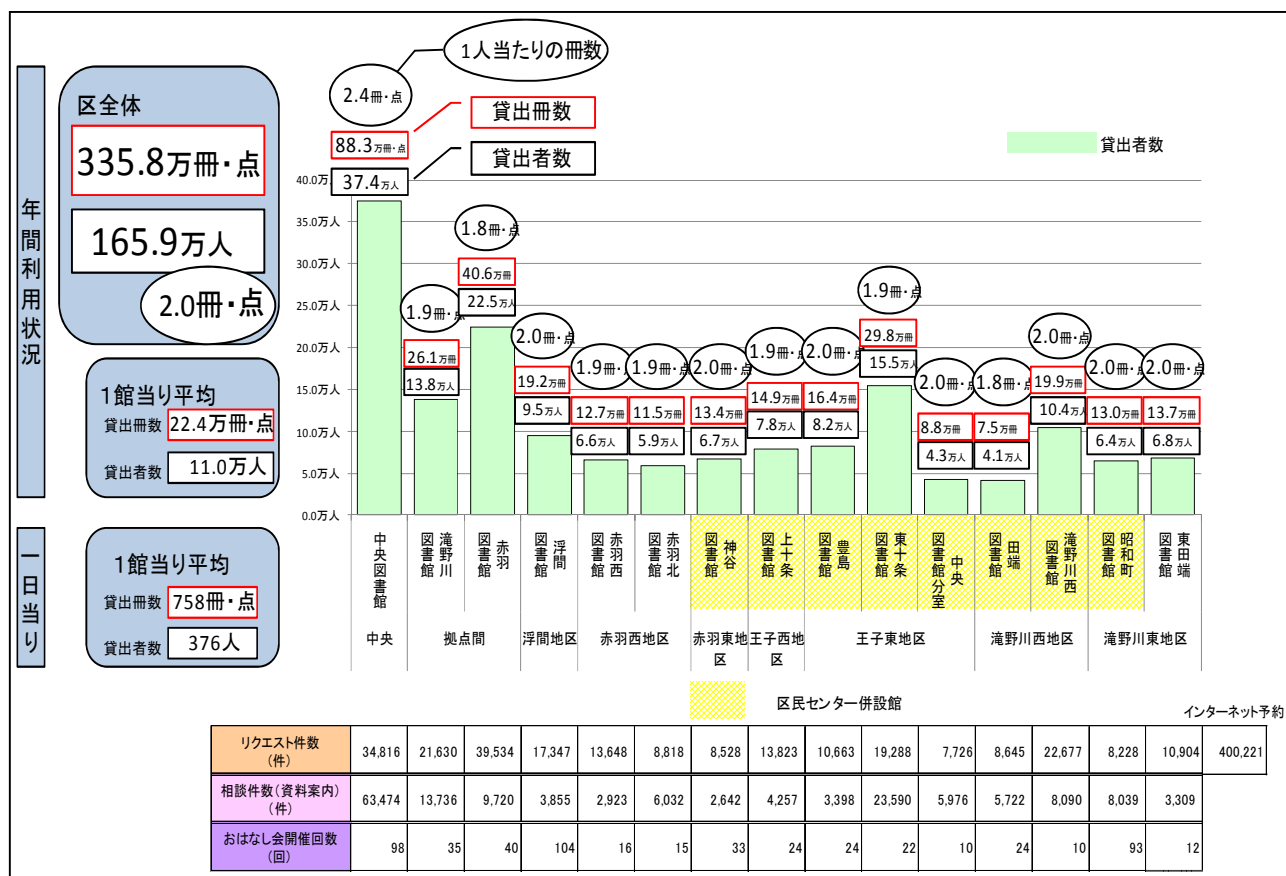 年間利用状況
区全体
335.8万冊・点
165.9万人
2.0冊・点
1館当り平均
貸出冊数 22.4万冊・点
貸出者数 11.0万人
一日当り
1館当り平均
貸出冊数 758冊・点
貸出者数 376人
1人当たりの冊数
貸出冊数
貸出者数
貸出者数
40.0万人
35.0万人
30.0万人
25.0万人
20.0万人
15.0万人
10.0万人
5.0万人
0.0万人
2.4冊・点
88.3万冊・点
37.4万人
1.9冊・点
26.1万冊
13.8万人
1.8冊・点
40.6万冊
22.5万人
2.0冊・点
19.2万冊
9.5万人
1.9冊・点
12.7万冊
6.6万人
1.9冊・点
11.5万冊
5.9万人
2.0冊・点
13.4万冊
6.7万人
1.9冊・点
14.9万冊
7.8万人
2.0冊・点
16.4万冊
8.2万人
1.9冊・点
29.8万冊
15.5万人
2.0冊・点
8.8万冊
4.3万人
1.8冊・点
7.5万冊
4.1万人
2.0冊・点
19.9万冊
10.4万人
2.0冊・点
13.0万冊
6.4万人
2.0冊・点
13.7万冊
6.8万人
中央図書館
滝野川
図書館
赤羽
図書館
浮間
図書館
赤羽西
図書館
赤羽北
図書館
神谷
図書館
上十条
図書館
豊島
図書館
東十条
図書館
中央
図書館分室
田端
図書館
滝野川西
図書館
昭和町
図書館
東田端
図書館
中央
拠点間
浮間地区
赤羽西地区
赤羽東地
区
王子西地
区
王子東地区
滝野川西地区
滝野川東地区
区民センター併設館
インターネット予約
リクエスト件数
(件)
34,816 21,630 39,534 17,347 13,648 8,818 8,528 13,823 10,663 19,288 7,726 8,645 22,677 8,228 10,904 400,221
相談件数(資料案内)
(件)
63,474 13,736 9,720 3,855 2,923 6,032 2,642 4,257 3,398 23,590 5,976 5,722 8,090 8,039 3,309
おはなし会開催回数
(回)
98 35 40 104 16 15 33 24 24 22 10 24 10 93 12